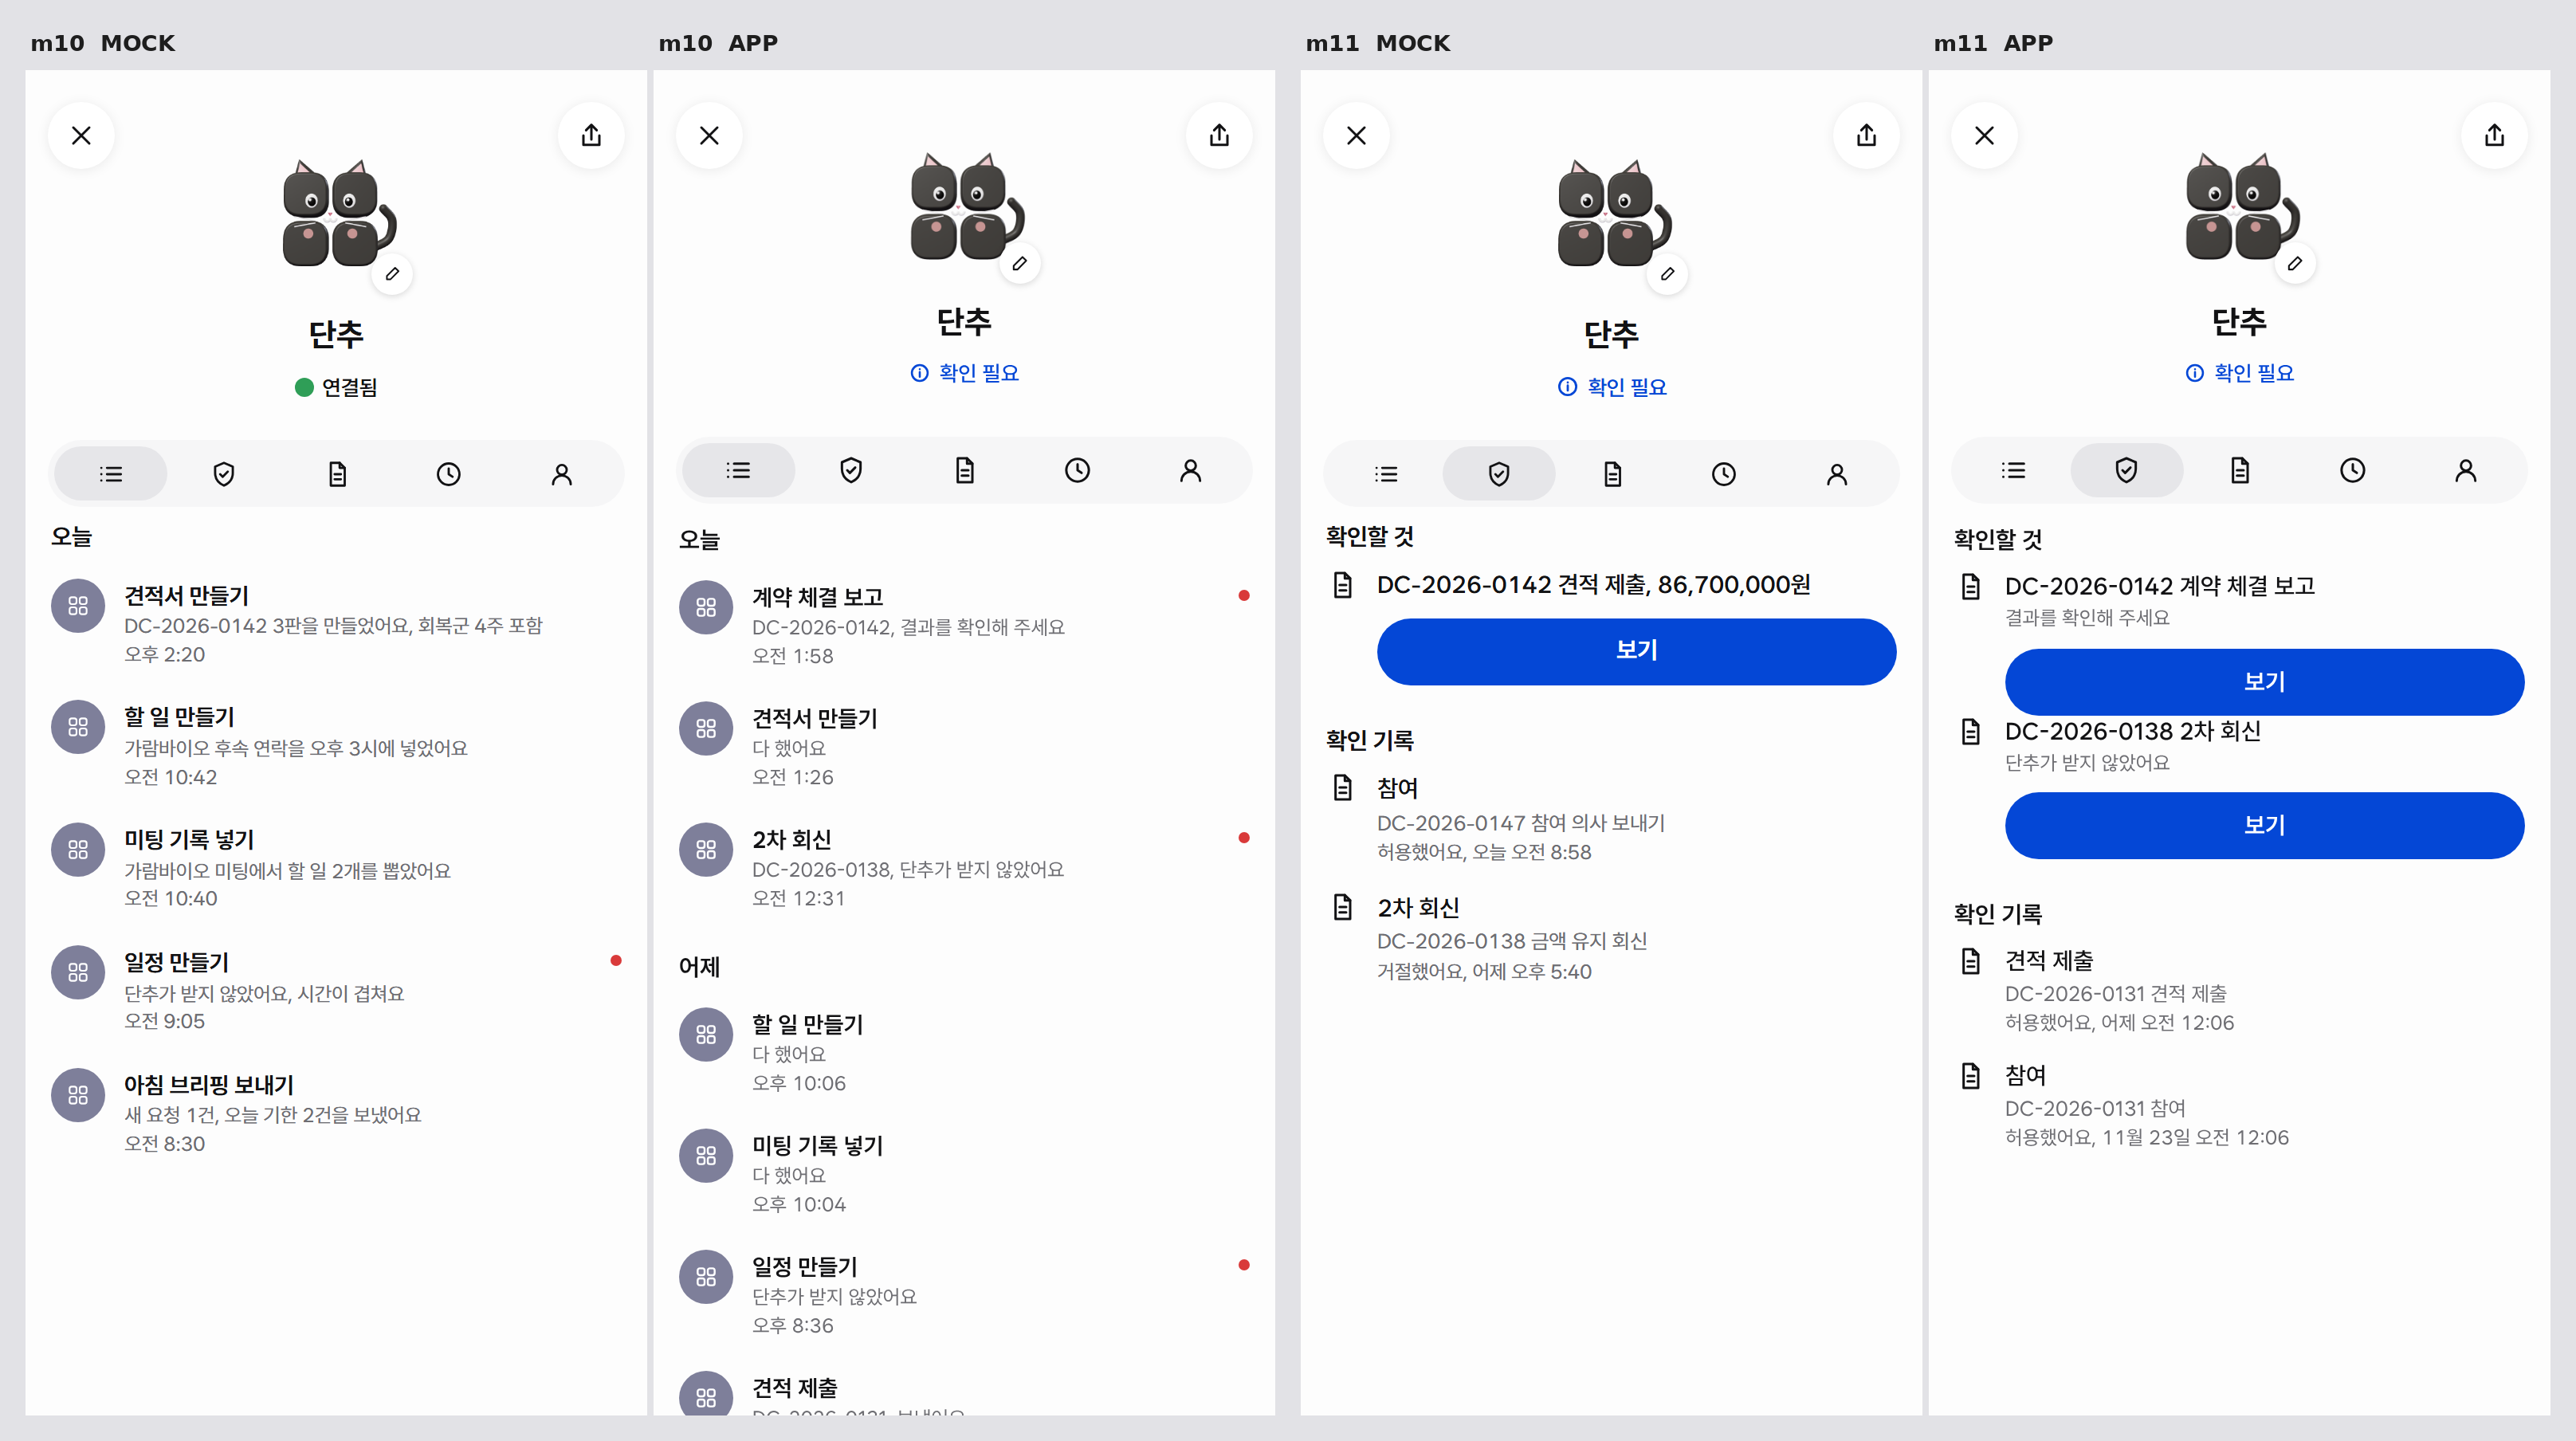 m10 MOCK
단추
연결됨
오늘
견적서 만들기
DC-2026-0142 3판을 만들었어요, 회복군 4주 포함
오후 2:20
할 일 만들기
가람바이오 후속 연락을 오후 3시에 넣었어요
오전 10:42
미팅 기록 넣기
가람바이오 미팅에서 할 일 2개를 뽑았어요
오전 10:40
일정 만들기
단추가 받지 않았어요, 시간이 겹쳐요
오전 9:05
아침 브리핑 보내기
새 요청 1건, 오늘 기한 2건을 보냈어요
오전 8:30
m10 APP
단추
확인 필요
오늘
계약 체결 보고
DC-2026-0142, 결과를 확인해 주세요
오전 1:58
견적서 만들기
다 했어요
오전 1:26
2차 회신
DC-2026-0138, 단추가 받지 않았어요
오전 12:31
어제
할 일 만들기
다 했어요
오후 10:06
미팅 기록 넣기
다 했어요
오후 10:04
일정 만들기
단추가 받지 않았어요
오후 8:36
견적 제출
m11 MOCK
단추
확인 필요
확인할 것
DC-2026-0142 견적 제출, 86,700,000원
보기
확인 기록
참여
DC-2026-0147 참여 의사 보내기
허용했어요, 오늘 오전 8:58
2차 회신
DC-2026-0138 금액 유지 회신
거절했어요, 어제 오후 5:40
m11 APP
단추
확인 필요
확인할 것
DC-2026-0142 계약 체결 보고
결과를 확인해 주세요
보기
DC-2026-0138 2차 회신
단추가 받지 않았어요
보기
확인 기록
견적 제출
DC-2026-0131 견적 제출
허용했어요, 어제 오전 12:06
참여
DC-2026-0131 참여
허용했어요, 11월 23일 오전 12:06